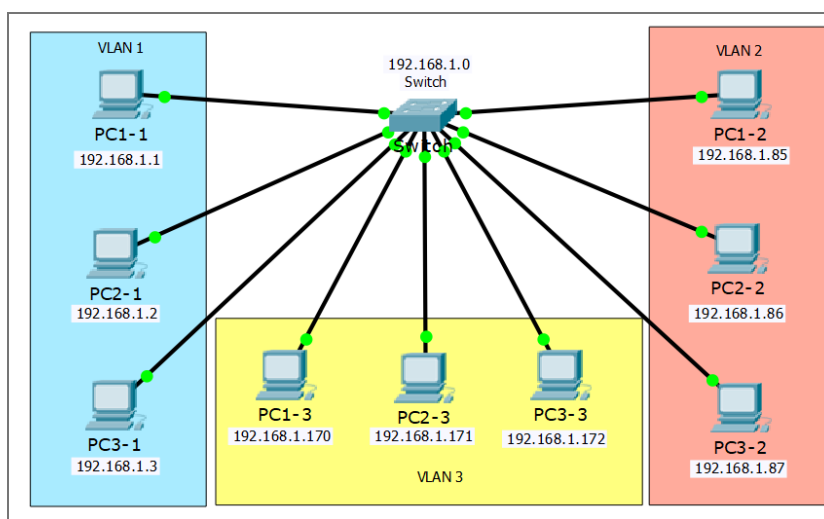 VLAN 1
PC1-1
192.168.1.1
PC2-1
192.168.1.2
PC3-1
192.168.1.3
192.168.1.0
Switch
Switch
VLAN 2
PC1-2
192.168.1.85
PC2-2
192.168.1.86
PC3-2
192.168.1.87
PC1-3
192.168.1.170
PC2-3
192.168.1.171
PC3-3
192.168.1.172
VLAN 3